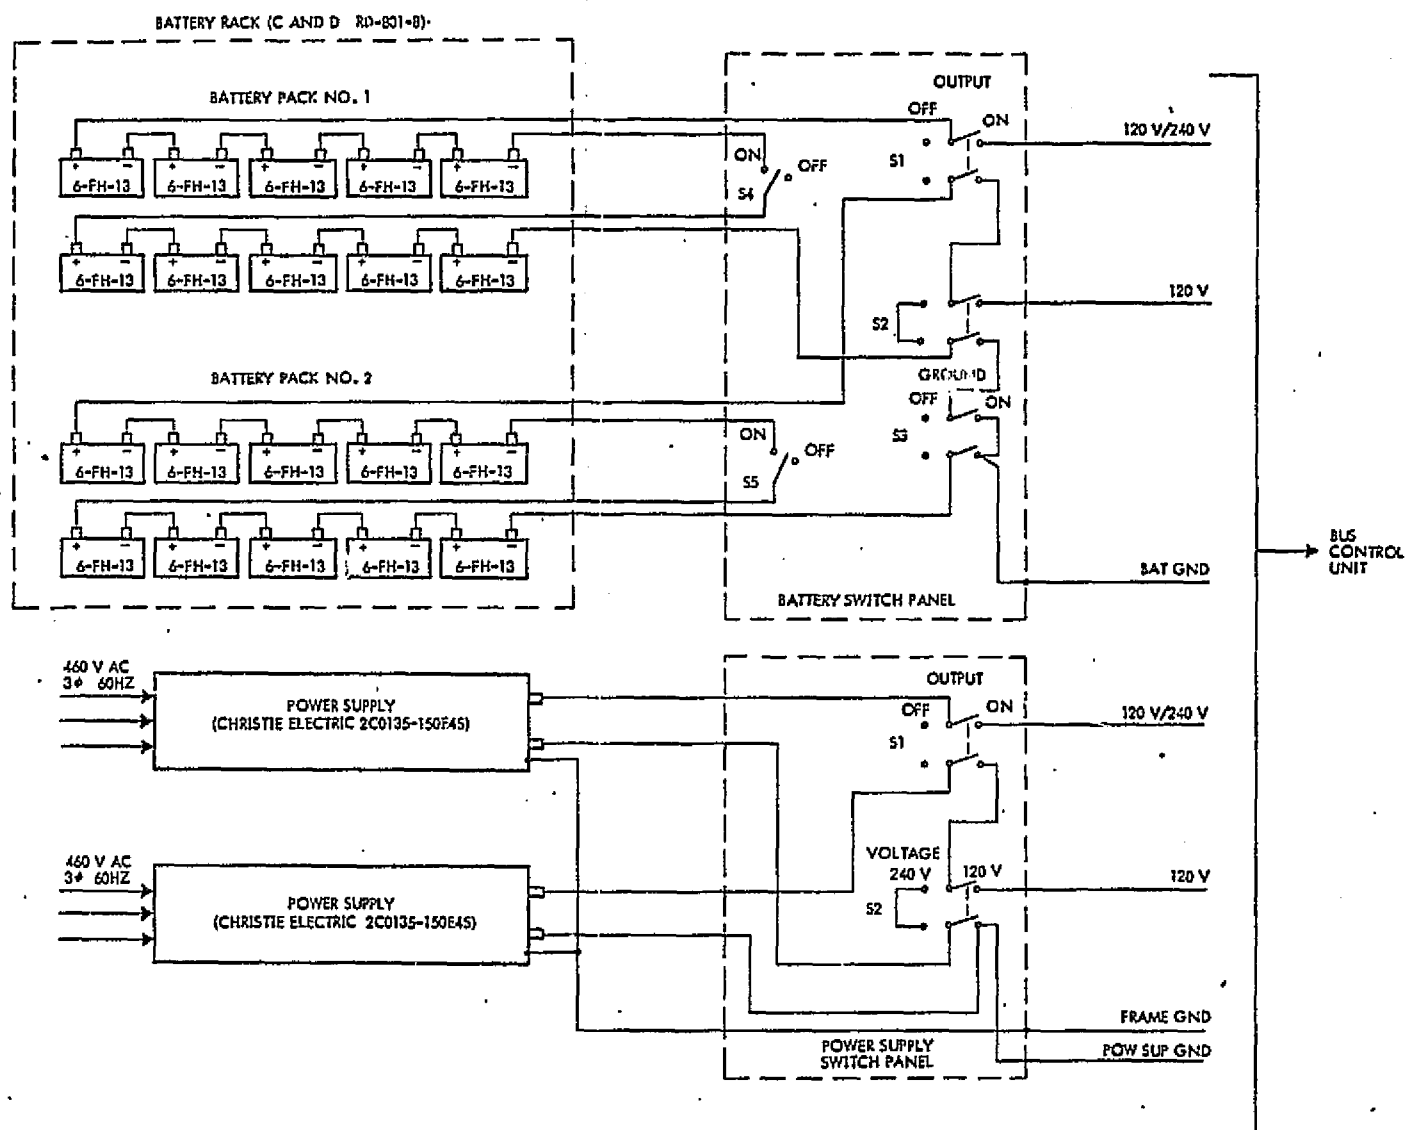 BATTERY RACK (C AND D RD-801-8)
BATTERY PACK NO. 1
+ - + - + - + - + -
6-FH-13 6-FH-13 6-FH-13 6-FH-13 6-FH-13
+ - + - + - + - + -
6-FH-13 6-FH-13 6-FH-13 6-FH-13 6-FH-13
BATTERY PACK NO. 2
+ - + - + - + - + -
6-FH-13 6-FH-13 6-FH-13 6-FH-13 6-FH-13
+ - + - + - + - + -
6-FH-13 6-FH-13 6-FH-13 6-FH-13 6-FH-13
OUTPUT
OFF
ON
S1
120 V/240 V
ON
OFF
S4
S2
120 V
GROUND
OFF
ON
S3
ON
OFF
S5
BAT GND
BATTERY SWITCH PANEL
BUS
CONTROL
UNIT
460 V AC
3ϕ 60HZ
POWER SUPPLY
(CHRISTIE ELECTRIC 2C0135-150E4S)
OUTPUT
OFF
ON
S1
120 V/240 V
460 V AC
3ϕ 60HZ
POWER SUPPLY
(CHRISTIE ELECTRIC 2C0135-150E4S)
VOLTAGE
240 V
120 V
S2
120 V
FRAME GND
POW SUP GND
POWER SUPPLY
SWITCH PANEL